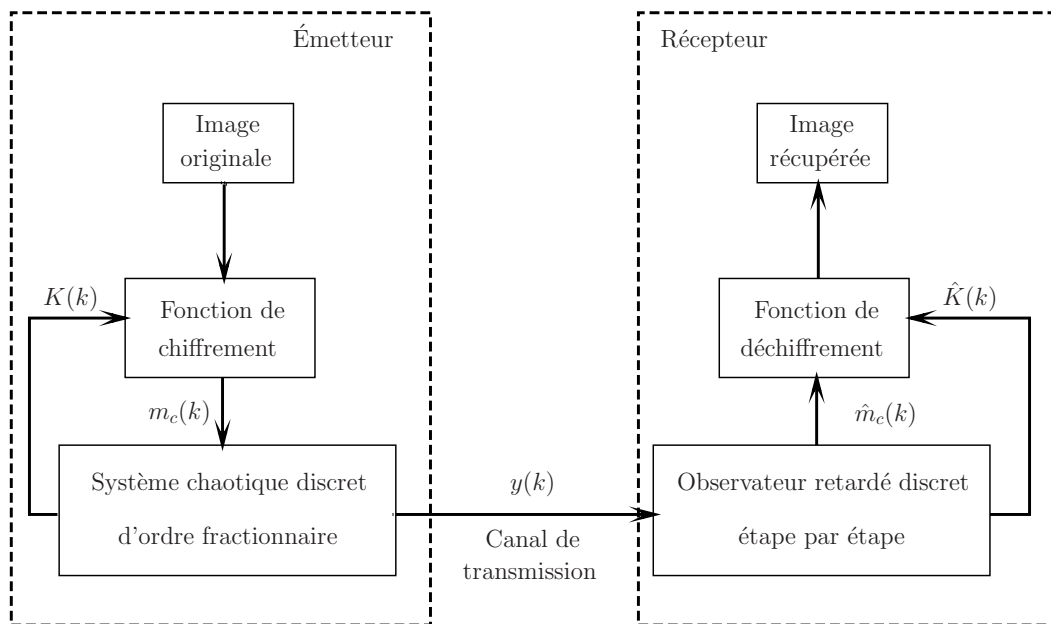 Émetteur
Image
originale
K(k)
Fonction de
chiffrement
m_c(k)
Système chaotique discret
d'ordre fractionnaire
y(k)
Canal de
transmission
Récepteur
Image
récupérée
K̂(k)
Fonction de
déchiffrement
m̂_c(k)
Observateur retardé discret
étape par étape